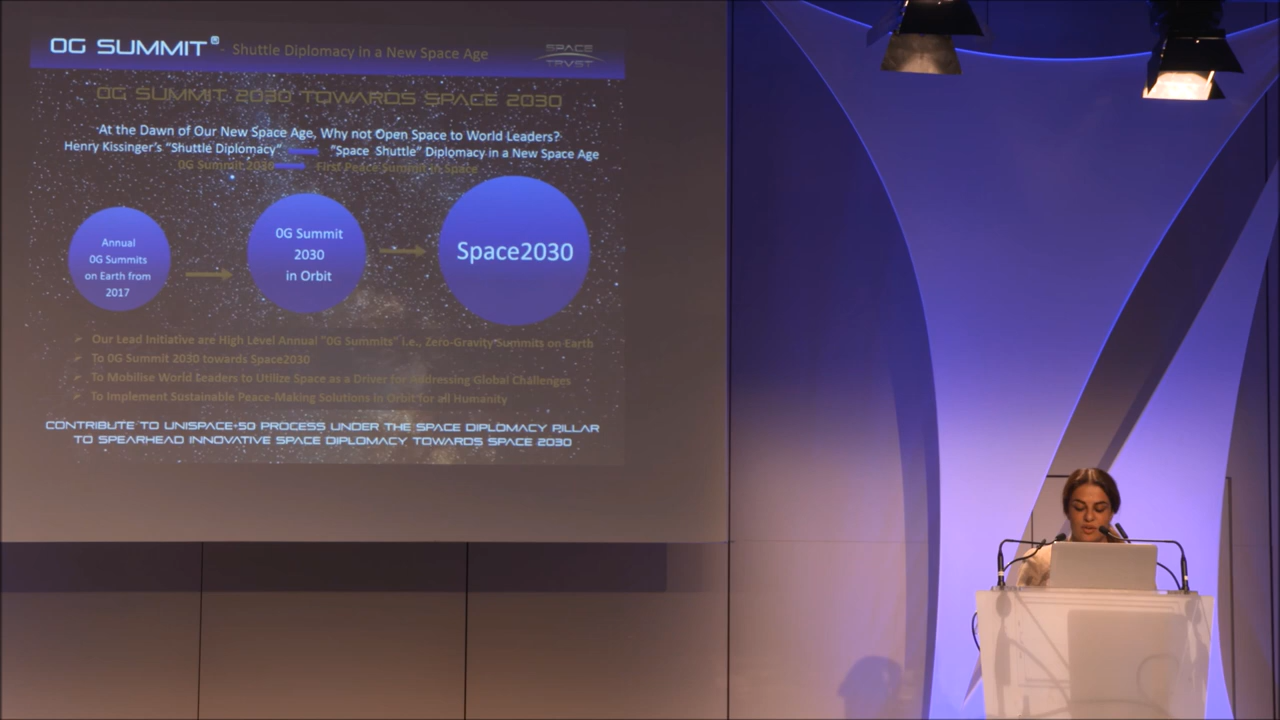 0G SUMMIT® - Shuttle Diplomacy in a New Space Age
SPACE
TRVST
0G SUMMIT 2030 TOWARDS SPACE 2030
At the Dawn of Our New Space Age, Why not Open Space to World Leaders?
Henry Kissinger's "Shuttle Diplomacy" "Space Shuttle" Diplomacy in a New Space Age
0G Summit 2030 First Peace Summit in Space
Annual
0G Summits
on Earth from
2017
0G Summit
2030
in Orbit
Space2030
Our Lead Initiative are High Level Annual "0G Summits" i.e., Zero-Gravity Summits on Earth
To 0G Summit 2030 towards Space2030
To Mobilise World Leaders to Utilize Space as a Driver for Addressing Global Challenges
To Implement Sustainable Peace-Making Solutions in Orbit for all Humanity
CONTRIBUTE TO UNISPACE+50 PROCESS UNDER THE SPACE DIPLOMACY PILLAR
TO SPEARHEAD INNOVATIVE SPACE DIPLOMACY TOWARDS SPACE 2030